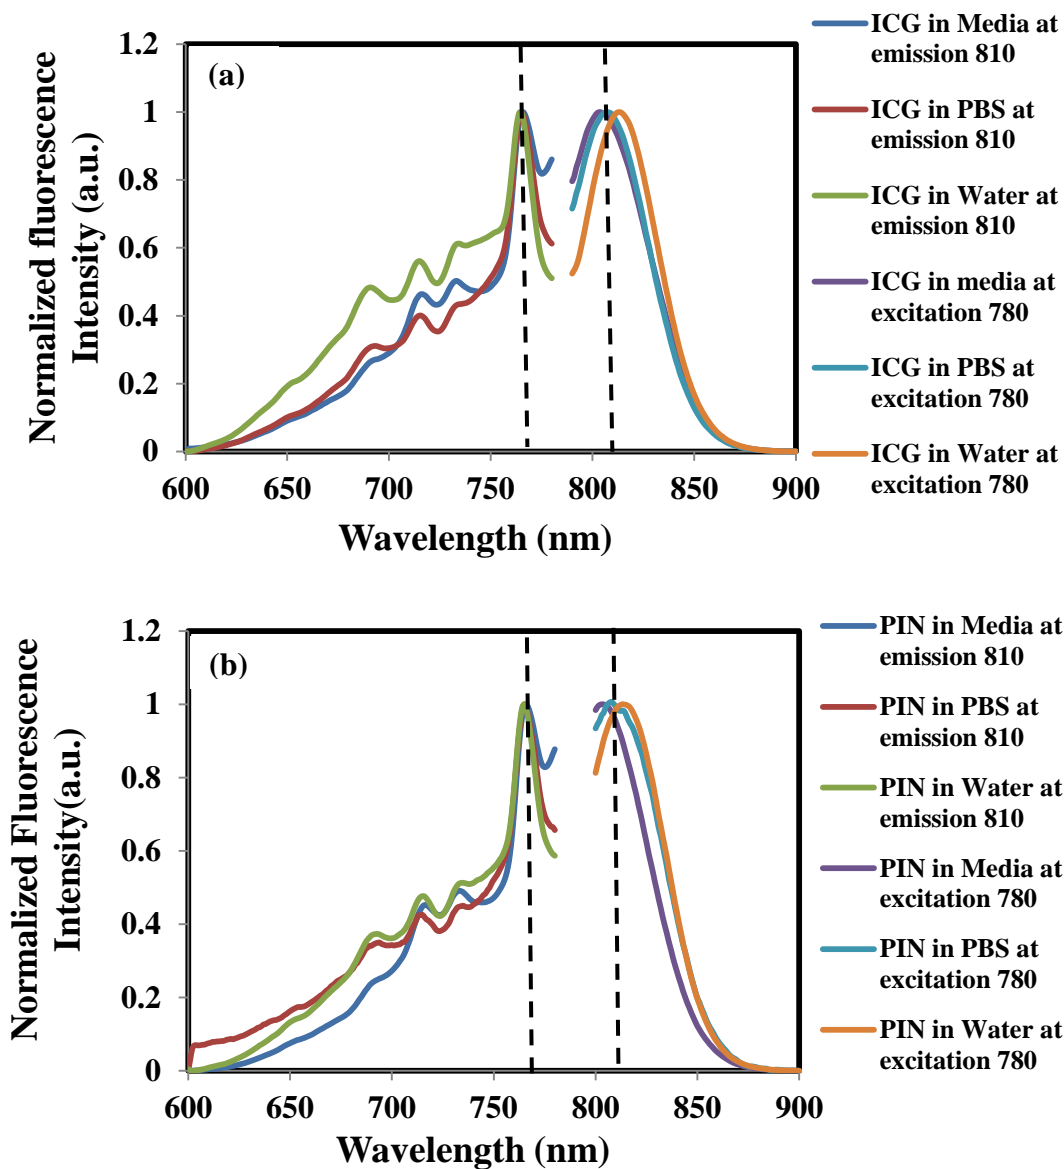 (a)
Normalized fluorescence
Intensity (a.u.)
1.2
1
0.8
0.6
0.4
0.2
0
600
650
700
750
800
850
900
Wavelength (nm)
ICG in Media at
emission 810
ICG in PBS at
emission 810
ICG in Water at
emission 810
ICG in media at
excitation 780
ICG in PBS at
excitation 780
ICG in Water at
excitation 780
(b)
Normalized Fluorescence
Intensity(a.u.)
1.2
1
0.8
0.6
0.4
0.2
0
600
650
700
750
800
850
900
Wavelength (nm)
PIN in Media at
emission 810
PIN in PBS at
emission 810
PIN in Water at
emission 810
PIN in Media at
excitation 780
PIN in PBS at
excitation 780
PIN in Water at
excitation 780